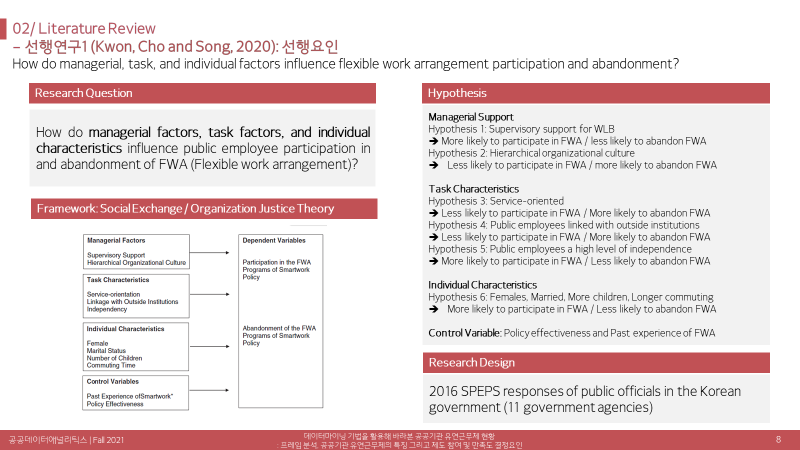 02/ Literature Review
– 선행연구1 (Kwon, Cho and Song, 2020): 선행요인
How do managerial, task, and individual factors influence flexible work arrangement participation and abandonment?
Research Question
How do managerial factors, task factors, and individual
characteristics influence public employee participation in
and abandonment of FWA (Flexible work arrangement)?
Framework: Social Exchange / Organization Justice Theory
Managerial Factors
Supervisory Support
Hierarchical Organizational Culture
Task Characteristics
Service-orientation
Linkage with Outside Institutions
Independency
Individual Characteristics
Female
Marital Status
Number of Children
Commuting Time
Control Variables
Past Experience ofSmartwork"
Policy Effectiveness
Dependent Variables
Participation in the FWA
Programs of Smartwork
Policy
Abandonment of the FWA
Programs of Smartwork
Policy
Hypothesis
Managerial Support
Hypothesis 1: Supervisory support for WLB
➔ More likely to participate in FWA / less likely to abandon FWA
Hypothesis 2: Hierarchical organizational culture
➔ Less likely to participate in FWA / more likely to abandon FWA
Task Characteristics
Hypothesis 3: Service-oriented
➔ Less likely to participate in FWA / More likely to abandon FWA
Hypothesis 4: Public employees linked with outside institutions
➔ Less likely to participate in FWA / More likely to abandon FWA
Hypothesis 5: Public employees a high level of independence
➔ More likely to participate in FWA / Less likely to abandon FWA
Individual Characteristics
Hypothesis 6: Females, Married, More children, Longer commuting
➔ More likely to participate in FWA / Less likely to abandon FWA
Control Variable: Policy effectiveness and Past experience of FWA
Research Design
2016 SPEPS responses of public officials in the Korean
government (11 government agencies)
공공데이터애널리틱스 | Fall 2021
데이터마이닝 기법을 활용해 바라본 공공기관 유연근무제 현황
: 프레임 분석, 공공기관 유연근무제의 특징 그리고 제도 참여 및 만족도 결정요인
8